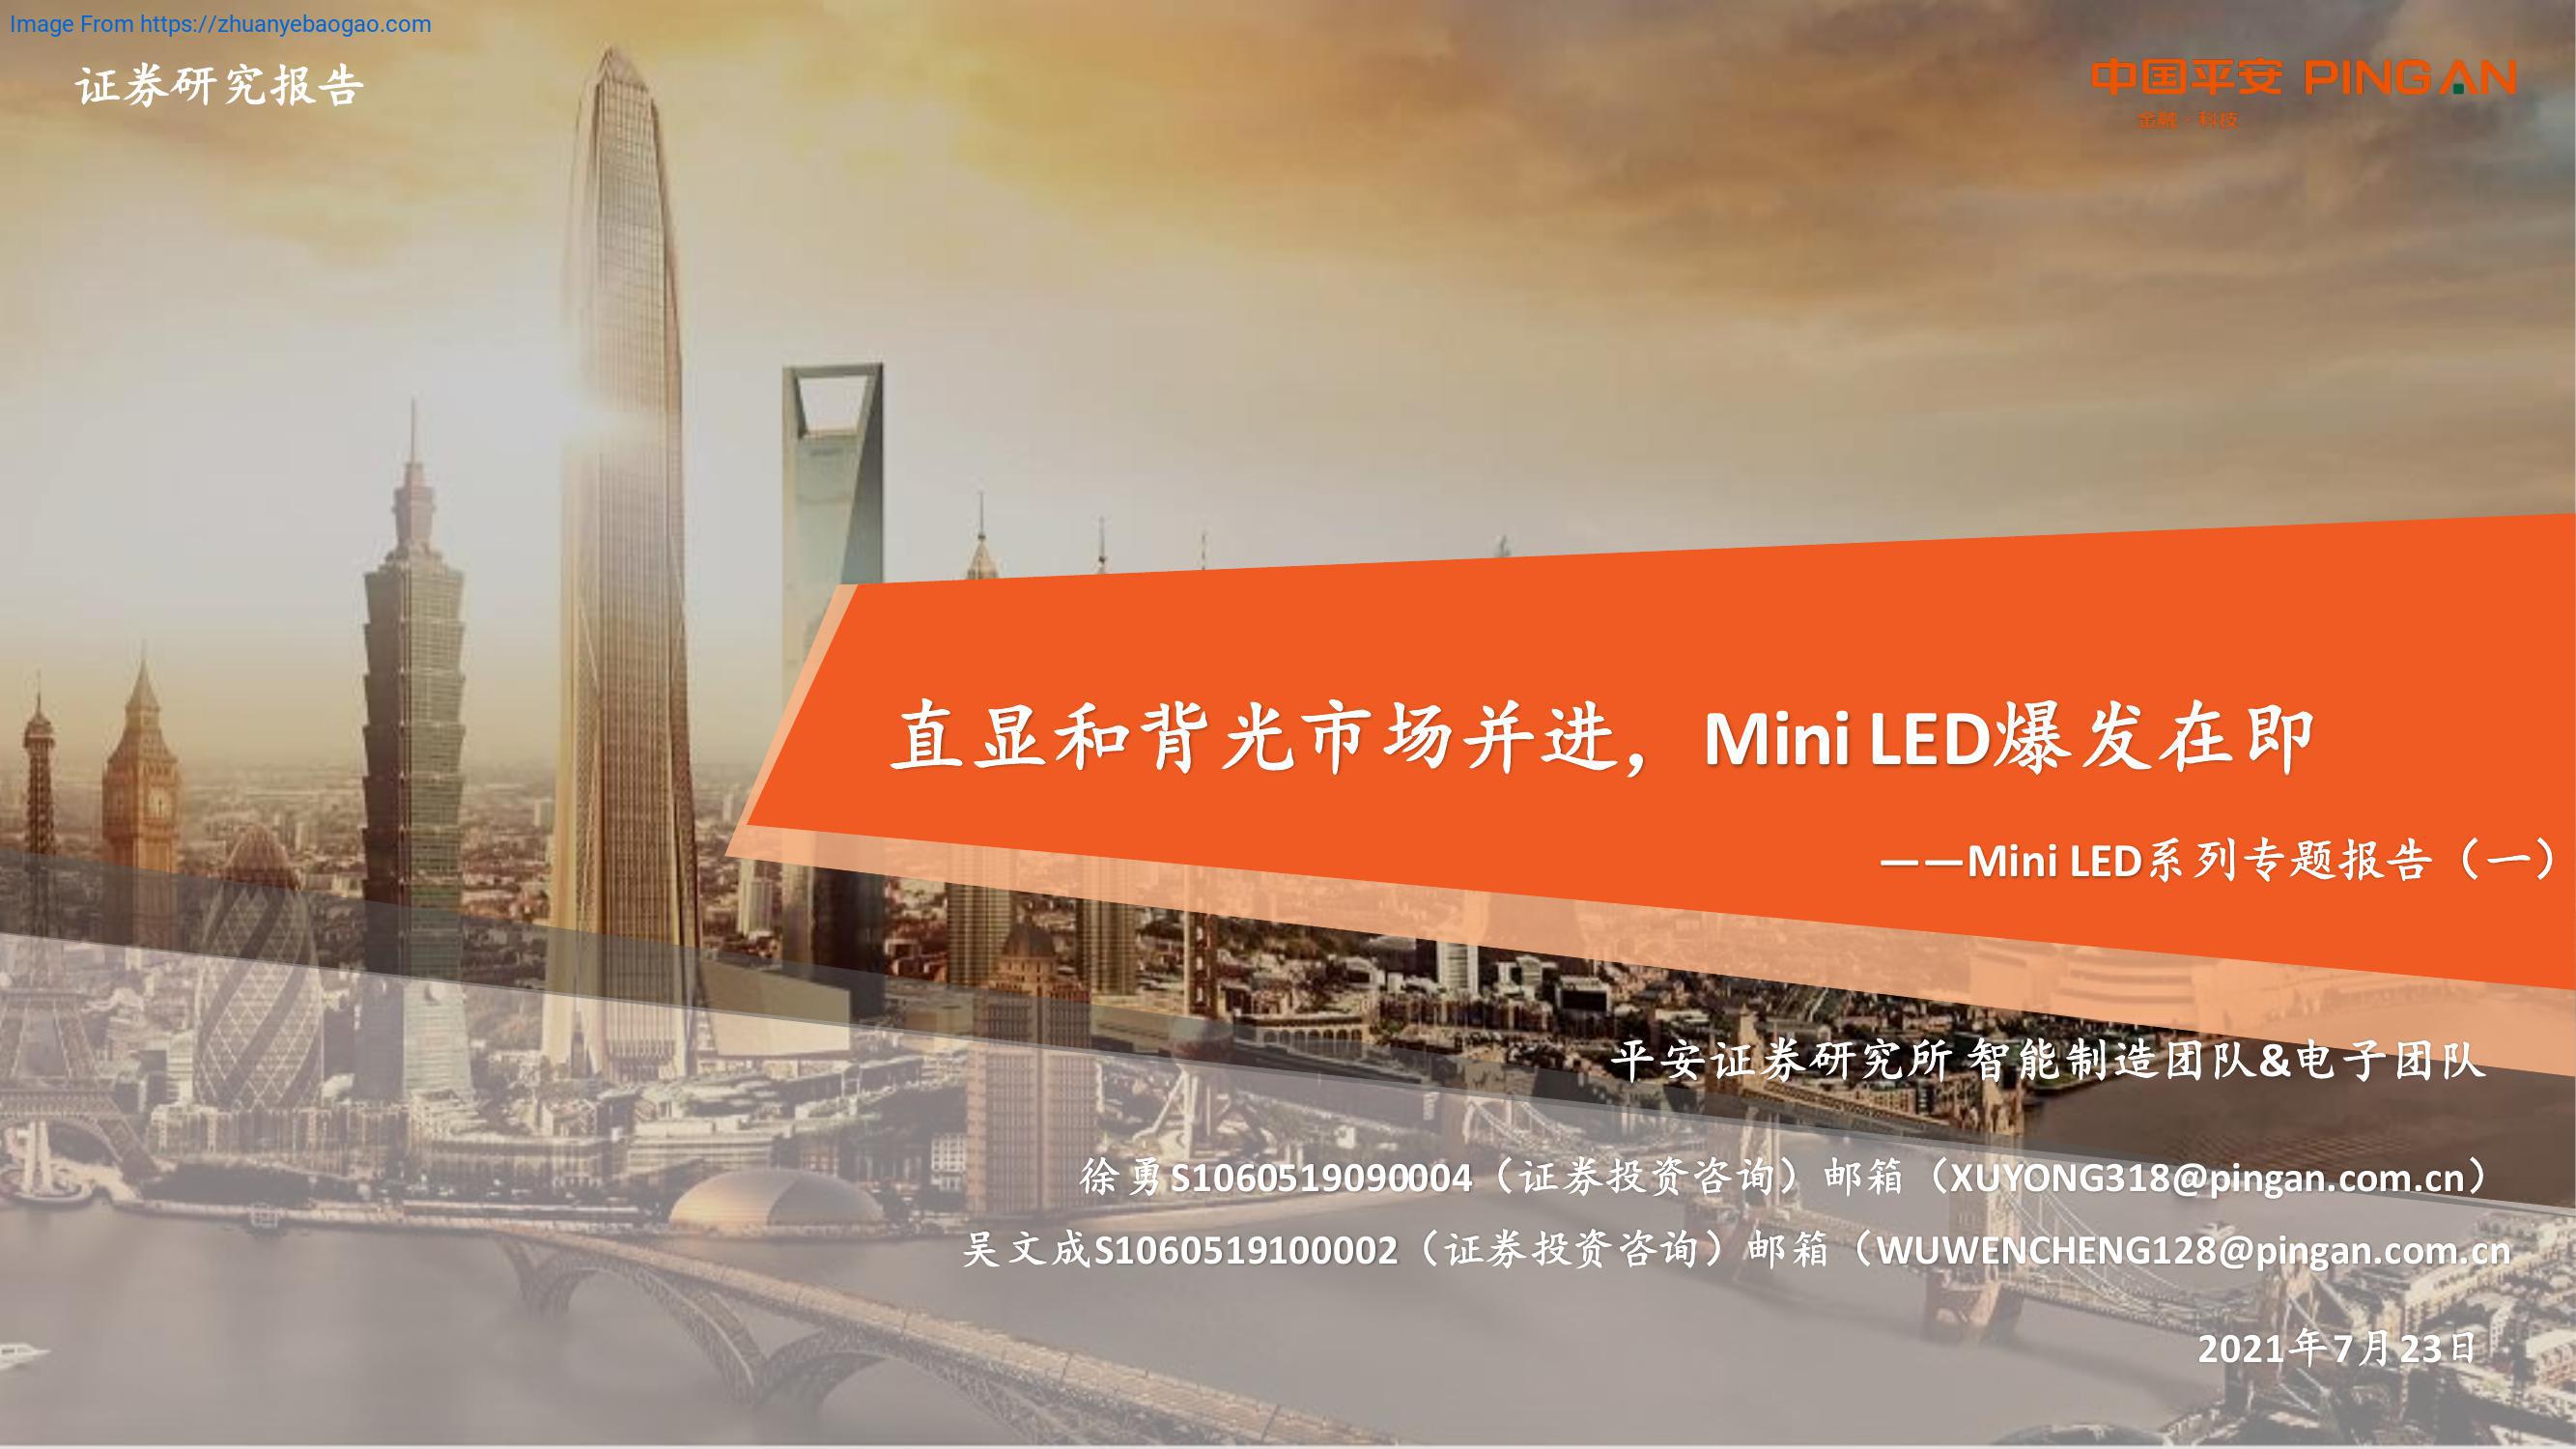 Image From https://zhuanyebaogao.com
证券研究报告
中国平安 PINGAN
金融·科技
直显和背光市场并进，Mini LED爆发在即
——Mini LED系列专题报告（一）
平安证券研究所 智能制造团队&电子团队
徐勇S1060519090004（证券投资咨询）邮箱（XUYONG318@pingan.com.cn）
吴文成S1060519100002（证券投资咨询）邮箱（WUWENCHENG128@pingan.com.cn
2021年7月23日